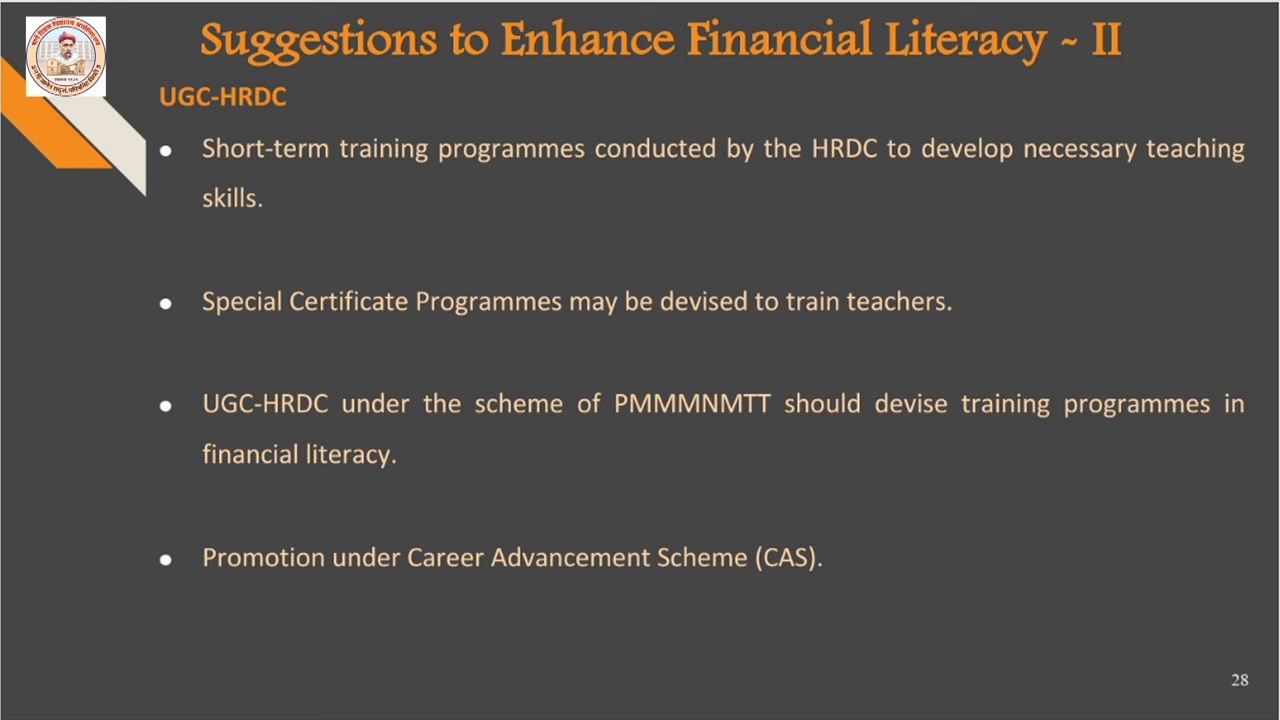 Suggestions to Enhance Financial Literacy ~ II
UGC-HRDC
● Short-term training programmes conducted by the HRDC to develop necessary teaching
skills.
● Special Certificate Programmes may be devised to train teachers.
● UGC-HRDC under the scheme of PMMMNMTT should devise training programmes in
financial literacy.
● Promotion under Career Advancement Scheme (CAS).
28